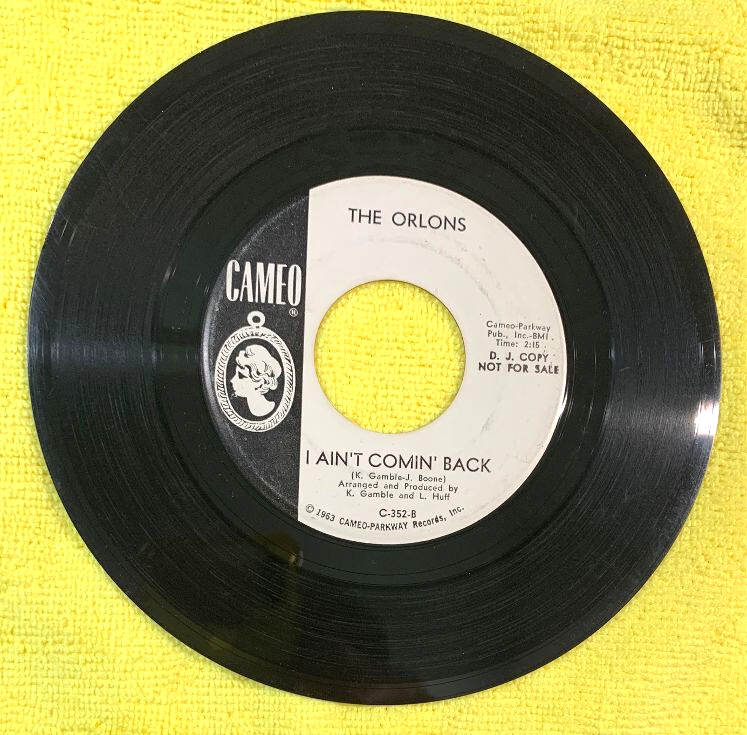 THE ORLONS
CAMEO
®
Cameo-Parkway
Pub., Inc.-BMI.
Time: 2:15
D. J. COPY
NOT FOR SALE
I AIN'T COMIN' BACK
(K. Gamble-J. Boone)
Arranged and Produced by
K. Gamble and L. Huff
C-352-B
© 1963 CAMEO-PARKWAY Records, Inc.